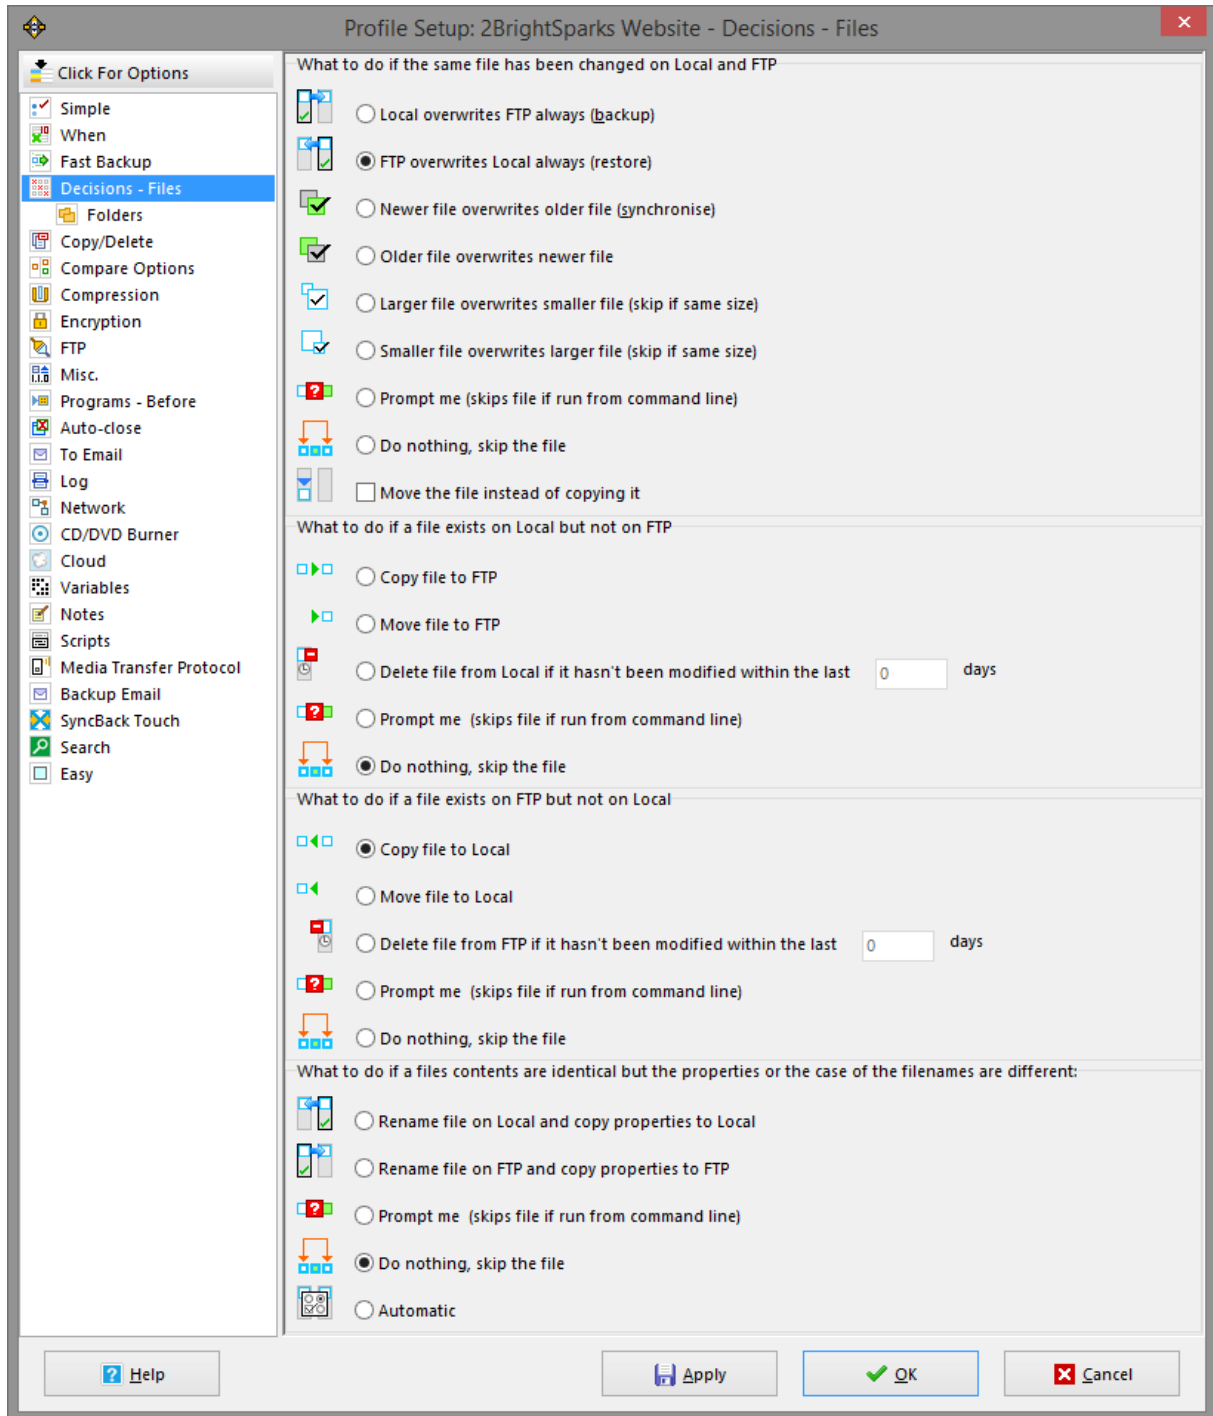 Profile Setup: 2BrightSparks Website - Decisions - Files
Click For Options
Simple
When
Fast Backup
Decisions - Files
Folders
Copy/Delete
Compare Options
Compression
Encryption
FTP
Misc.
Programs - Before
Auto-close
To Email
Log
Network
CD/DVD Burner
Cloud
Variables
Notes
Scripts
Media Transfer Protocol
Backup Email
SyncBack Touch
Search
Easy
What to do if the same file has been changed on Local and FTP
Local overwrites FTP always (backup)
FTP overwrites Local always (restore)
Newer file overwrites older file (synchronise)
Older file overwrites newer file
Larger file overwrites smaller file (skip if same size)
Smaller file overwrites larger file (skip if same size)
Prompt me (skips file if run from command line)
Do nothing, skip the file
Move the file instead of copying it
What to do if a file exists on Local but not on FTP
Copy file to FTP
Move file to FTP
Delete file from Local if it hasn't been modified within the last 0 days
Prompt me (skips file if run from command line)
Do nothing, skip the file
What to do if a file exists on FTP but not on Local
Copy file to Local
Move file to Local
Delete file from FTP if it hasn't been modified within the last 0 days
Prompt me (skips file if run from command line)
Do nothing, skip the file
What to do if a files contents are identical but the properties or the case of the filenames are different:
Rename file on Local and copy properties to Local
Rename file on FTP and copy properties to FTP
Prompt me (skips file if run from command line)
Do nothing, skip the file
Automatic
Help Apply OK Cancel